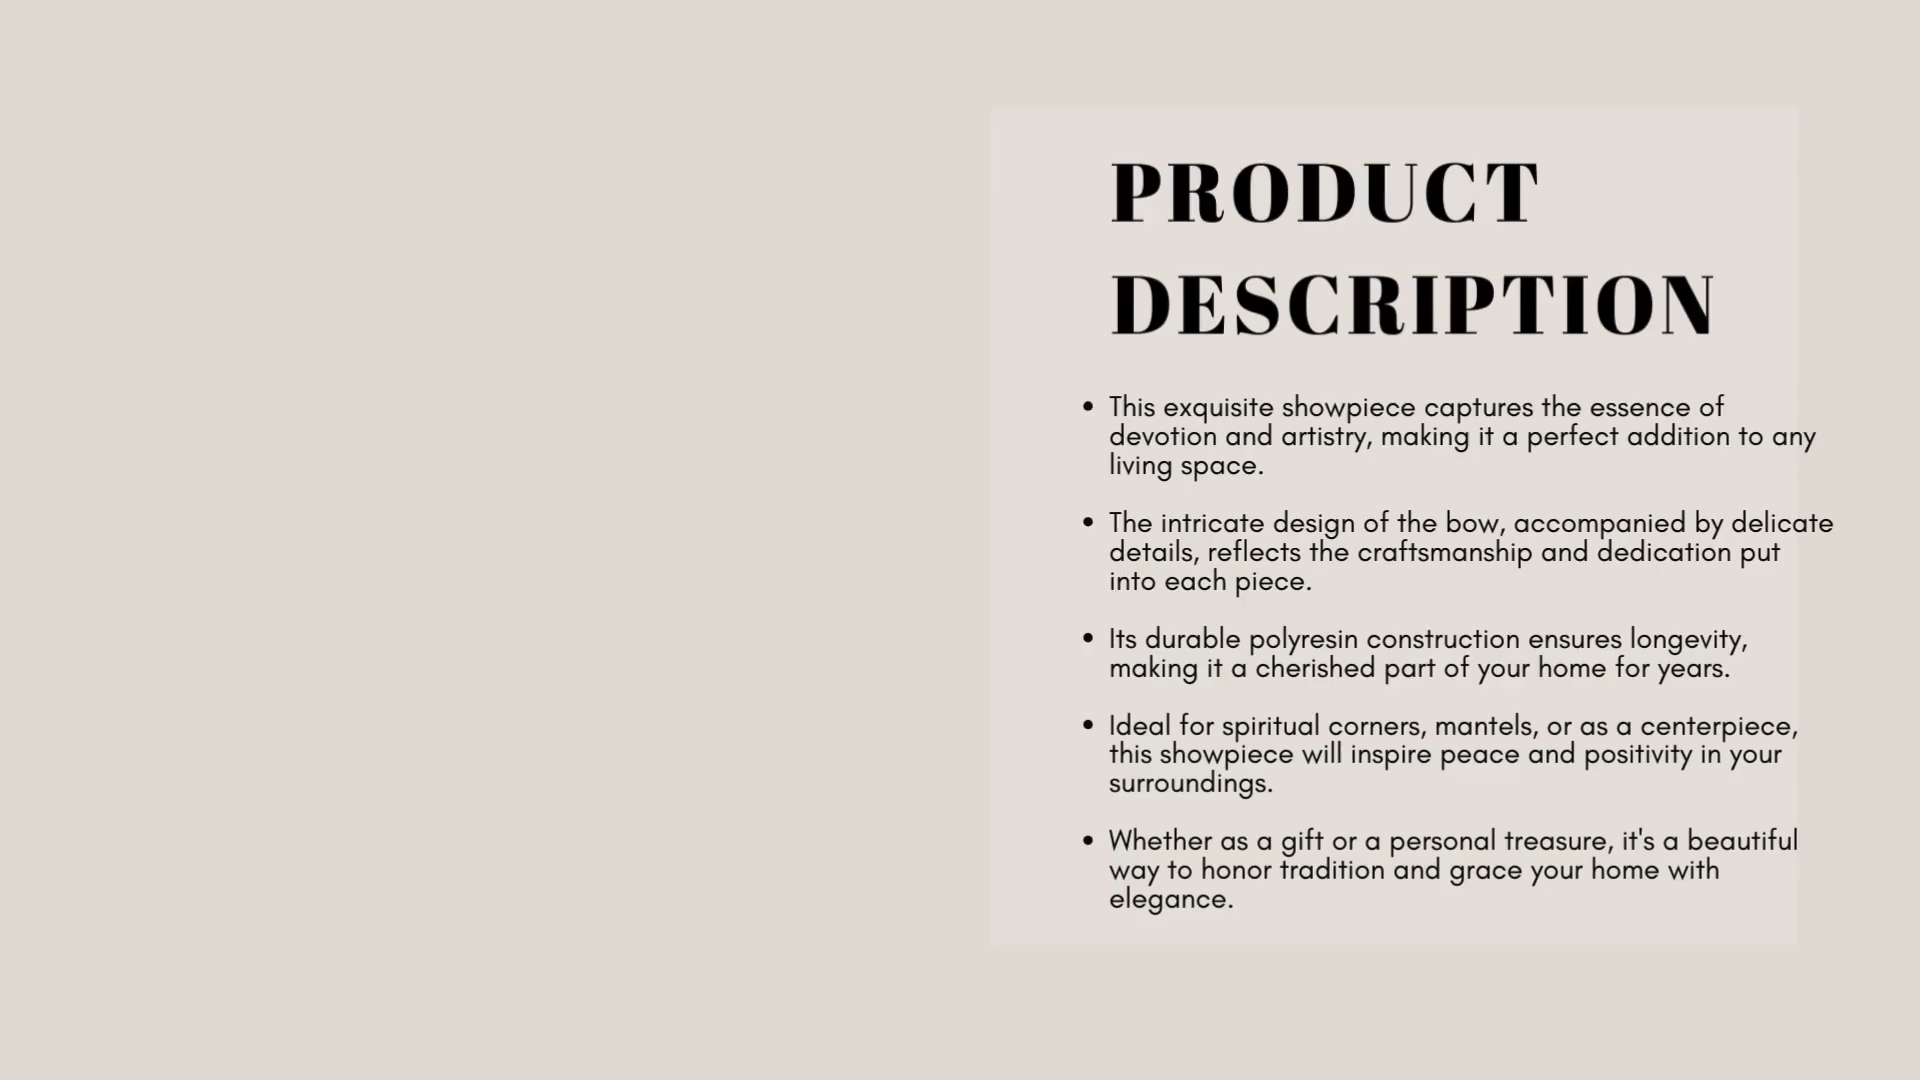 PRODUCT
DESCRIPTION
• This exquisite showpiece captures the essence of
devotion and artistry, making it a perfect addition to any
living space.
• The intricate design of the bow, accompanied by delicate
details, reflects the craftsmanship and dedication put
into each piece.
• Its durable polyresin construction ensures longevity,
making it a cherished part of your home for years.
• Ideal for spiritual corners, mantels, or as a centerpiece,
this showpiece will inspire peace and positivity in your
surroundings.
• Whether as a gift or a personal treasure, it's a beautiful
way to honor tradition and grace your home with
elegance.